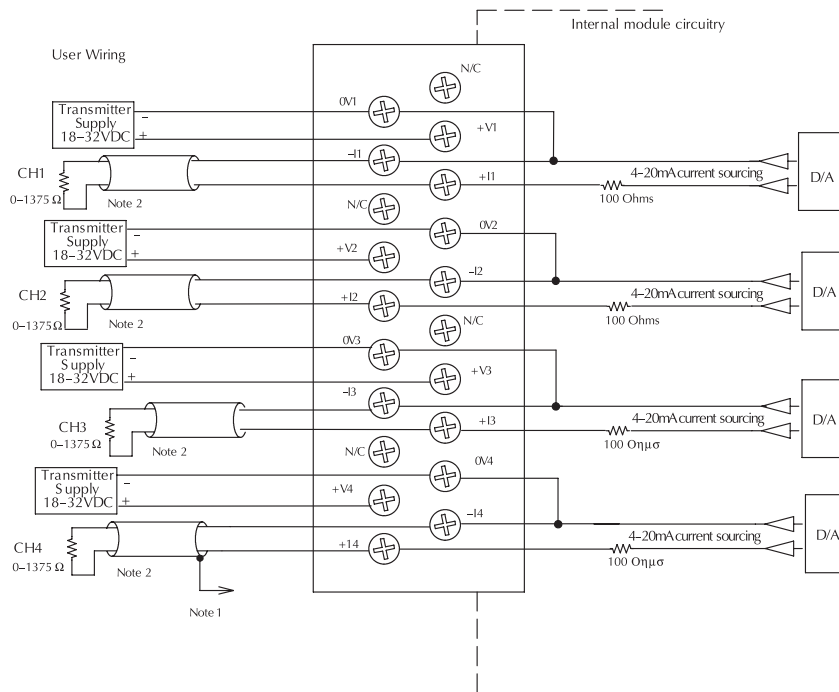 Internal module circuitry
User Wiring
N/C
0V1
Transmitter
Supply
18–32VDC
–
+
+V1
–I1
4–20mA current sourcing
D/A
CH1
+I1
0–1375 Ω
Note 2
N/C
100 Ohms
Transmitter
Supply
18–32VDC
–
+
0V2
+V2
–I2
4–20mA current sourcing
D/A
CH2
+I2
0–1375 Ω
Note 2
N/C
100 Ohms
Transmitter
Supply
18–32VDC
–
+
0V3
+V3
–I3
4–20mA current sourcing
D/A
CH3
+I3
0–1375 Ω
Note 2
N/C
100 Οημσ
Transmitter
Supply
18–32VDC
–
+
0V4
+V4
–I4
4–20mA current sourcing
D/A
CH4
+14
0–1375 Ω
Note 2
100 Οημσ
Note 1